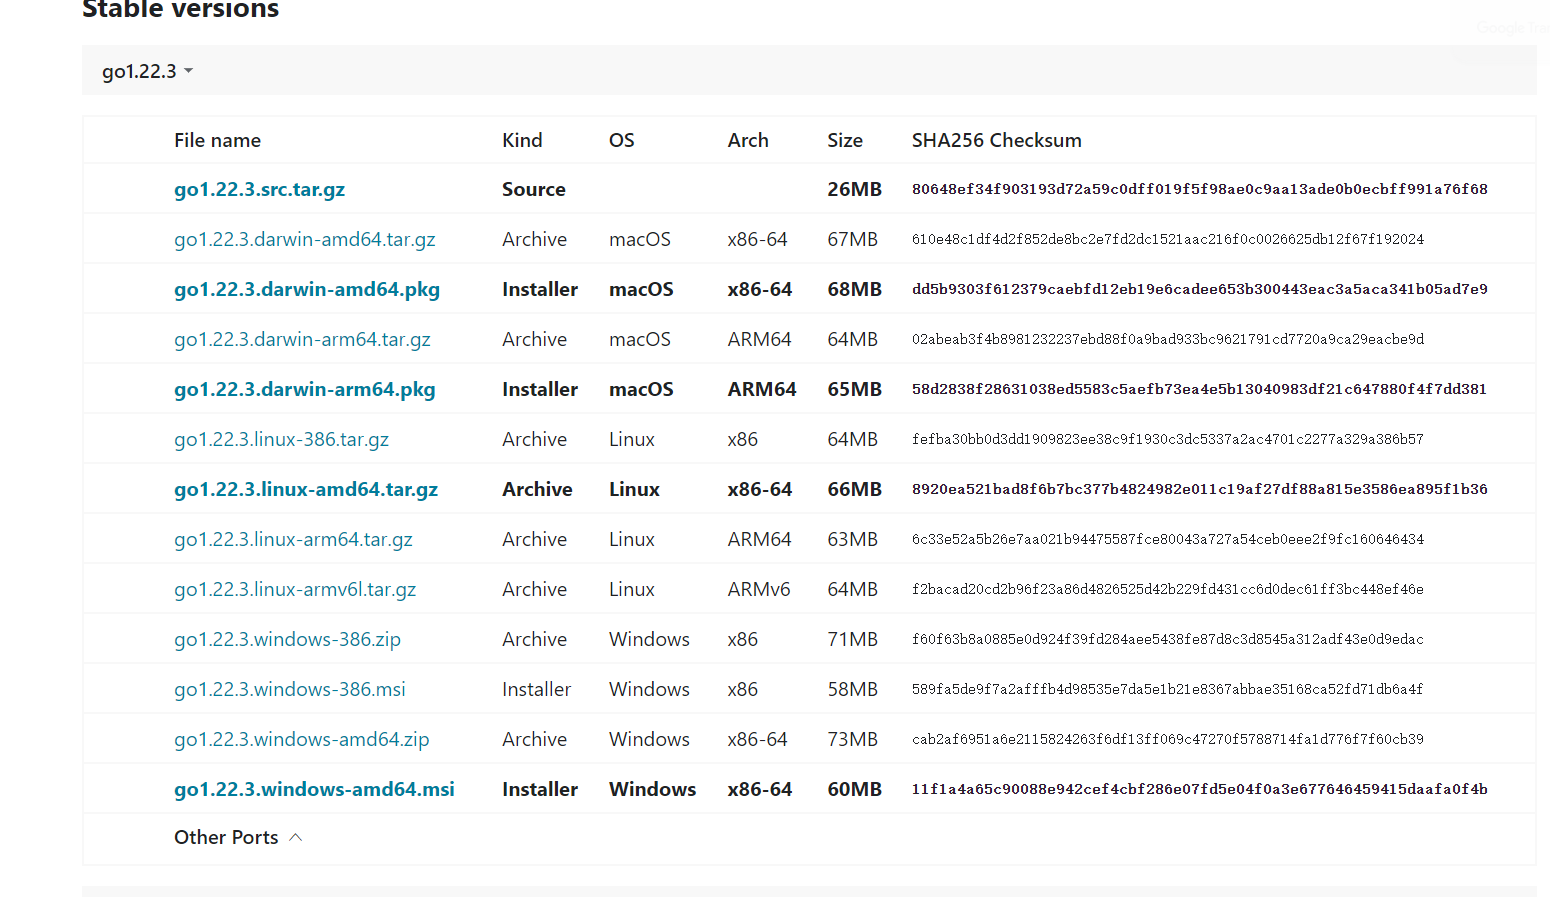 Stable versions
go1.22.3
File name Kind OS Arch Size SHA256 Checksum
go1.22.3.src.tar.gz Source 26MB 80648ef34f903193d72a59c0dff019f5f98ae0c9aa13ade0b0ecbff991a76f68
go1.22.3.darwin-amd64.tar.gz Archive macOS x86-64 67MB 610e48c1df4d2f852de8bc2e7fd2dc1521aac216f0c0026625db12f67f192024
go1.22.3.darwin-amd64.pkg Installer macOS x86-64 68MB dd5b9303f612379caebfd12eb19e6cadee653b300443eac3a5aca341b05ad7e9
go1.22.3.darwin-arm64.tar.gz Archive macOS ARM64 64MB 02abeab3f4b8981232237ebd88f0a9bad933bc9621791cd7720a9ca29eacbe9d
go1.22.3.darwin-arm64.pkg Installer macOS ARM64 65MB 58d2838f28631038ed5583c5aefb73ea4e5b13040983df21c647880f4f7dd381
go1.22.3.linux-386.tar.gz Archive Linux x86 64MB fefba30bb0d3dd1909823ee38c9f1930c3dc5337a2ac4701c2277a329a386b57
go1.22.3.linux-amd64.tar.gz Archive Linux x86-64 66MB 8920ea521bad8f6b7bc377b4824982e011c19af27df88a815e3586ea895f1b36
go1.22.3.linux-arm64.tar.gz Archive Linux ARM64 63MB 6c33e52a5b26e7aa021b94475587fce80043a727a54ceb0eee2f9fc160646434
go1.22.3.linux-armv6l.tar.gz Archive Linux ARMv6 64MB f2bacad20cd2b96f23a86d4826525d42b229fd431cc6d0dec61ff3bc448ef46e
go1.22.3.windows-386.zip Archive Windows x86 71MB f60f63b8a0885e0d924f39fd284aee5438fe87d8c3d8545a312adf43e0d9edac
go1.22.3.windows-386.msi Installer Windows x86 58MB 589fa5de9f7a2afffb4d98535e7da5e1b21e8367abbae35168ca52fd71db6a4f
go1.22.3.windows-amd64.zip Archive Windows x86-64 73MB cab2af6951a6e2115824263f6df13ff069c47270f5788714fa1d776f7f60cb39
go1.22.3.windows-amd64.msi Installer Windows x86-64 60MB 11f1a4a65c90088e942cef4cbf286e07fd5e04f0a3e677646459415daafa0f4b
Other Ports